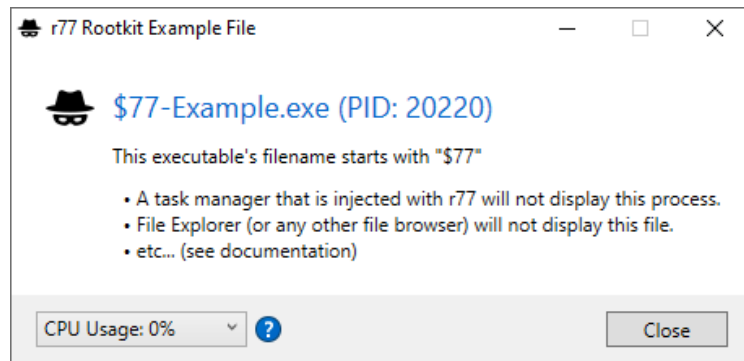 r77 Rootkit Example File
$77-Example.exe (PID: 20220)
This executable's filename starts with "$77"
• A task manager that is injected with r77 will not display this process.
• File Explorer (or any other file browser) will not display this file.
• etc... (see documentation)
CPU Usage: 0%
?
Close